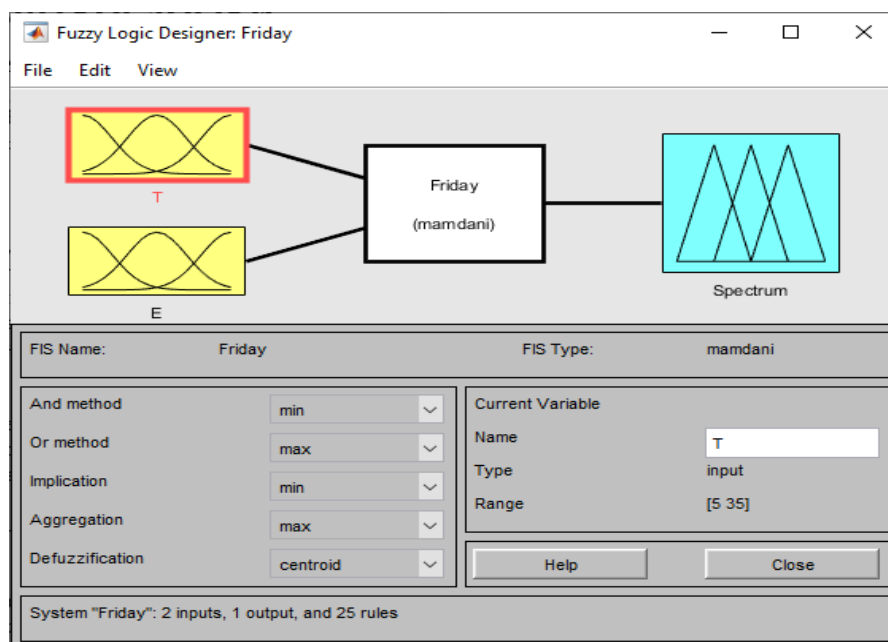 Fuzzy Logic Designer: Friday
File Edit View
T
E
Friday
(mamdani)
Spectrum
FIS Name: Friday FIS Type: mamdani
And method min
Or method max
Implication min
Aggregation max
Defuzzification centroid
Current Variable
Name T
Type input
Range [5 35]
Help Close
System "Friday": 2 inputs, 1 output, and 25 rules